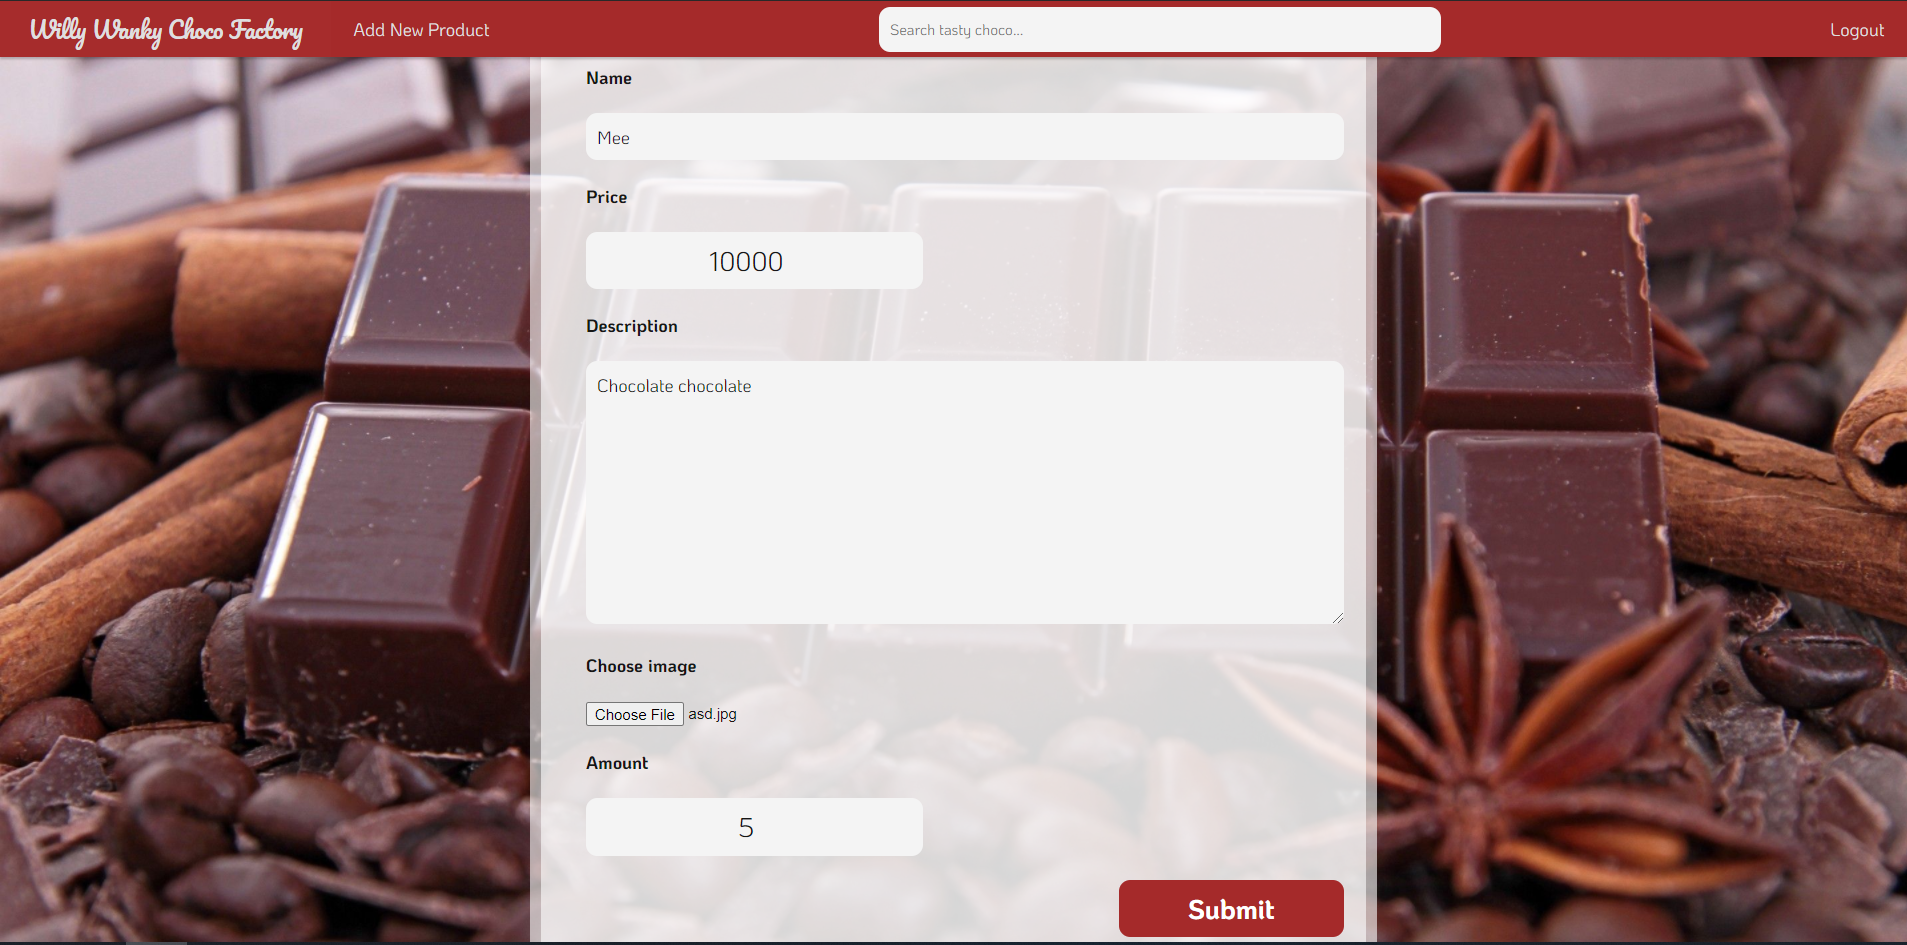 Willy Wanky Choco Factory
Add New Product
Search tasty choco...
Logout
Name
Mee
Price
10000
Description
Chocolate chocolate
Choose image
Choose File asd.jpg
Amount
5
Submit